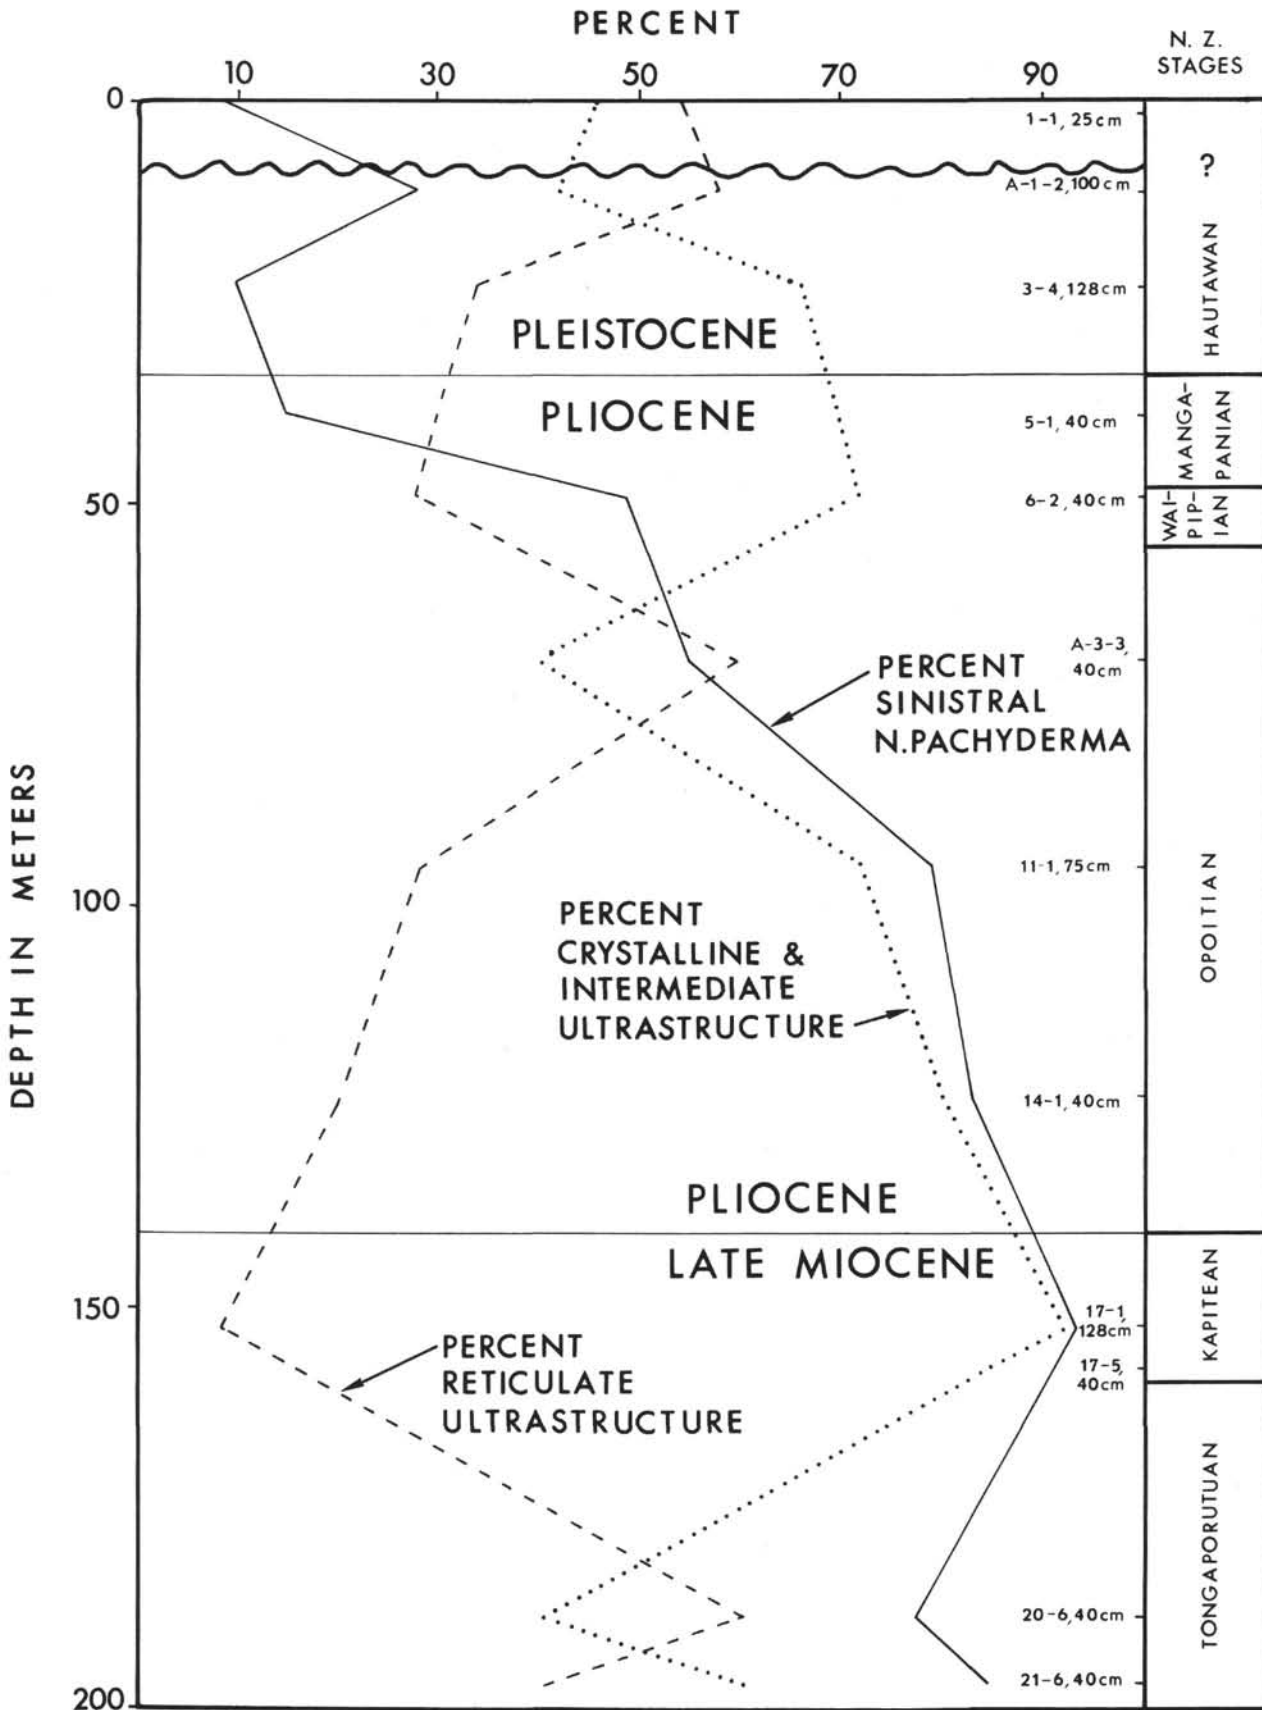 PERCENT
N. Z.
STAGES
10 30 50 70 90
0
1-1, 25cm
?
A-1-2, 100cm
HAUTAWAN
3-4, 128cm
PLEISTOCENE
PLIOCENE
5-1, 40cm
MANGA-
PANIAN
50
6-2, 40cm
WAI-
PIP-
IAN
A-3-3,
40cm
PERCENT
SINISTRAL
N.PACHYDERMA
DEPTH IN METERS
11-1, 75cm
100
PERCENT
CRYSTALLINE &
INTERMEDIATE
ULTRASTRUCTURE
OPOITIAN
14-1, 40cm
PLIOCENE
LATE MIOCENE
150
17-1,
128cm
17-5,
40cm
KAPITEAN
PERCENT
RETICULATE
ULTRASTRUCTURE
TONGAPORUTUAN
20-6, 40cm
21-6, 40cm
200